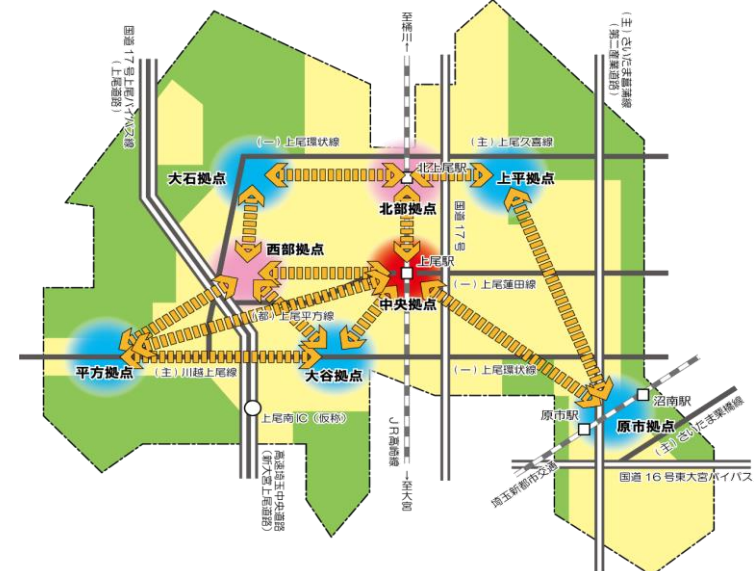 至桶川
国道17号上尾バイパス線
（上尾道路）
（主）さいたま菖蒲線
（第二産業道路）
（一）上尾環状線
（主）上尾久喜線
北上尾駅
大石拠点
上平拠点
北部拠点
国道17号
西部拠点
上尾駅
（一）上尾蓮田線
中央拠点
（都）上尾平方線
平方拠点
（主）川越上尾線
大谷拠点
（一）上尾環状線
沼南駅
原市駅
原市拠点
上尾南IC（仮称）
JR高崎線
（主）さいたま栗橋線
高速埼玉中央道路
（新大宮上尾道路）
至大宮
埼玉新都市交通
国道16号東大宮バイパス